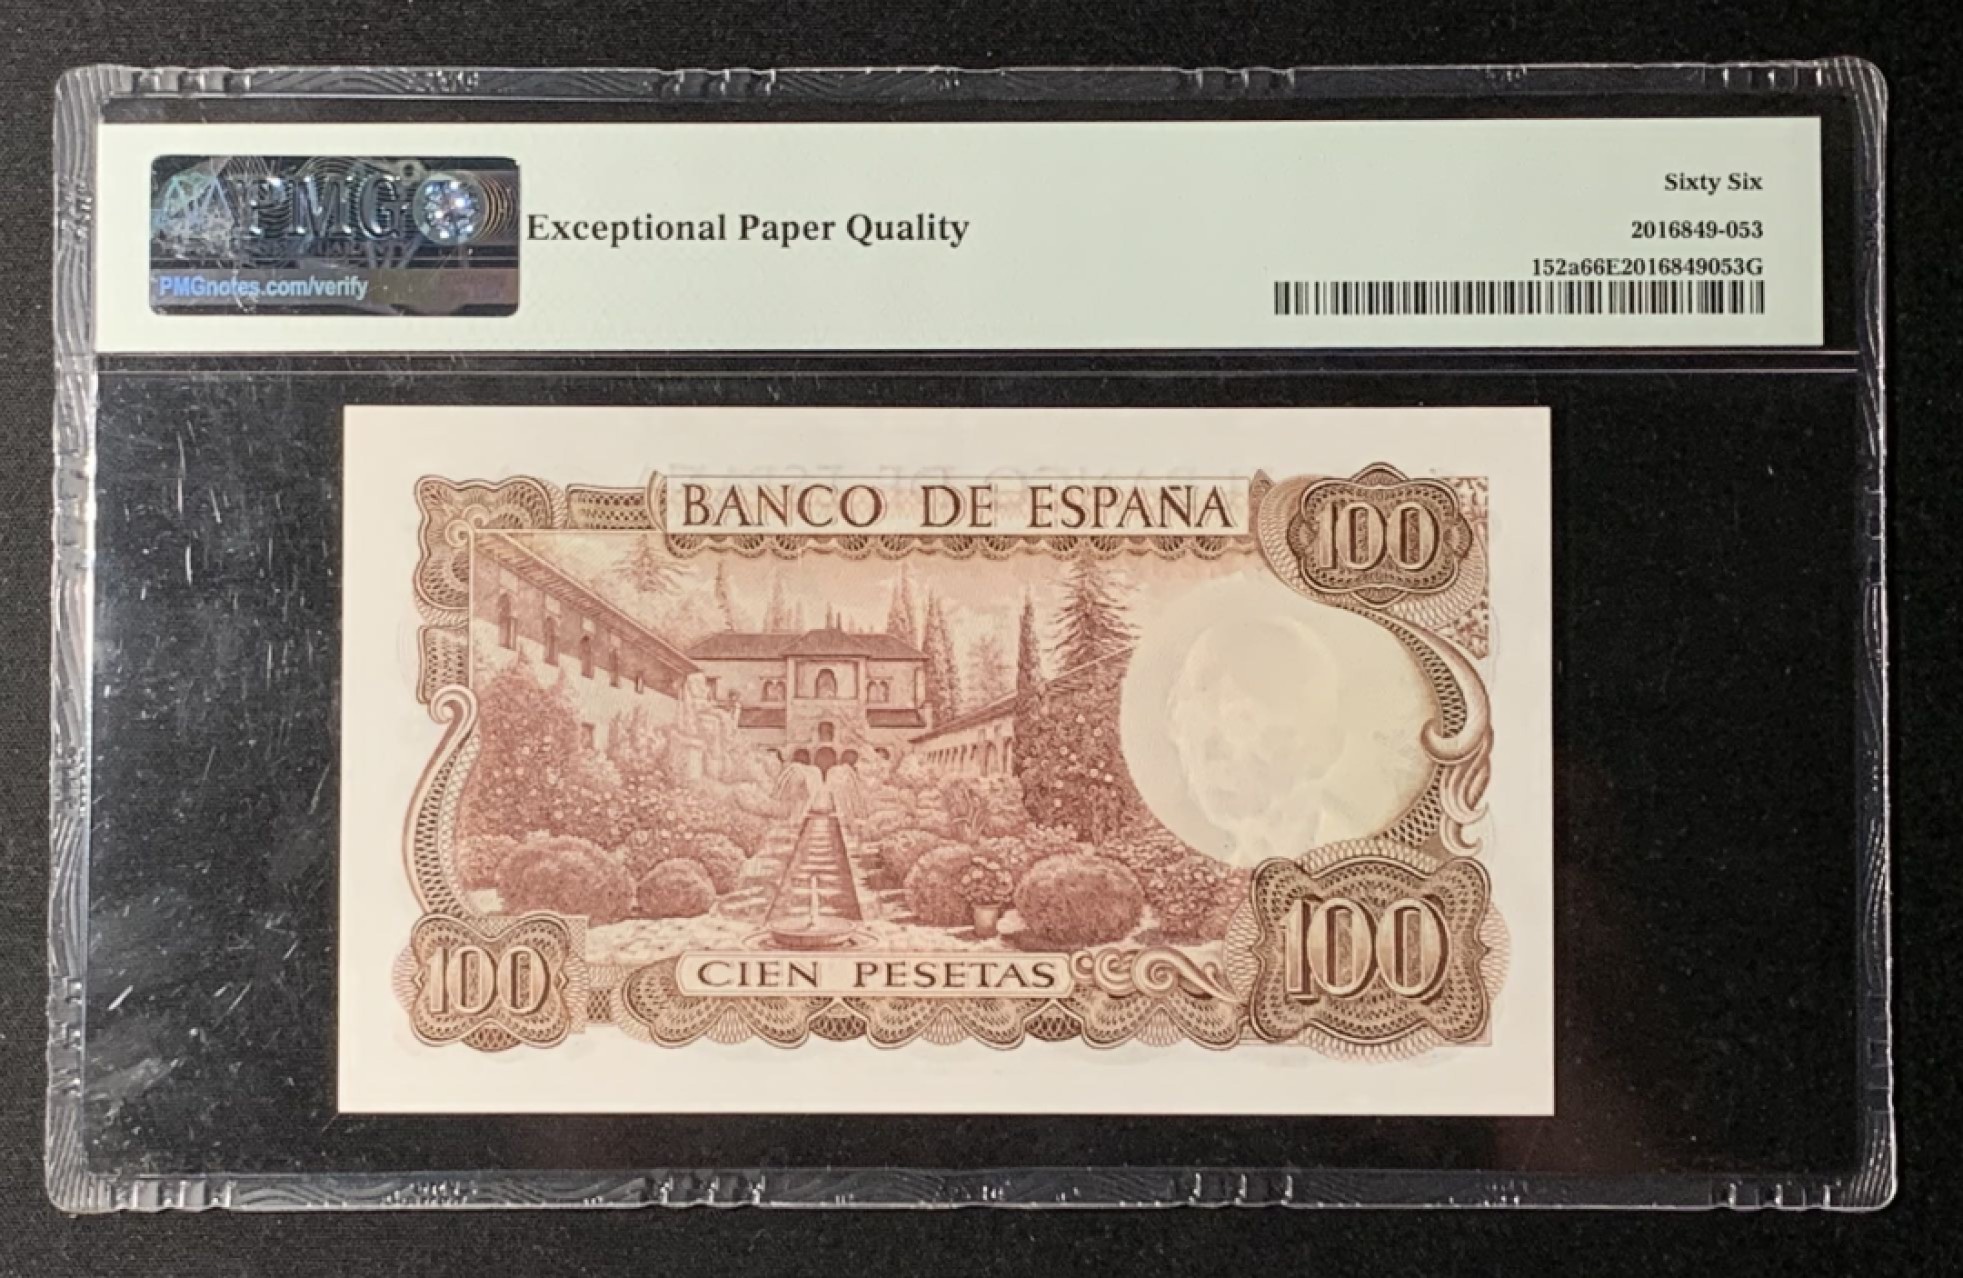 PMG
PMGnotes.com/verify
Exceptional Paper Quality
Sixty Six
2016849-053
152a66E2016849053G
BANCO DE ESPAÑA
100
100
CIEN PESETAS
100